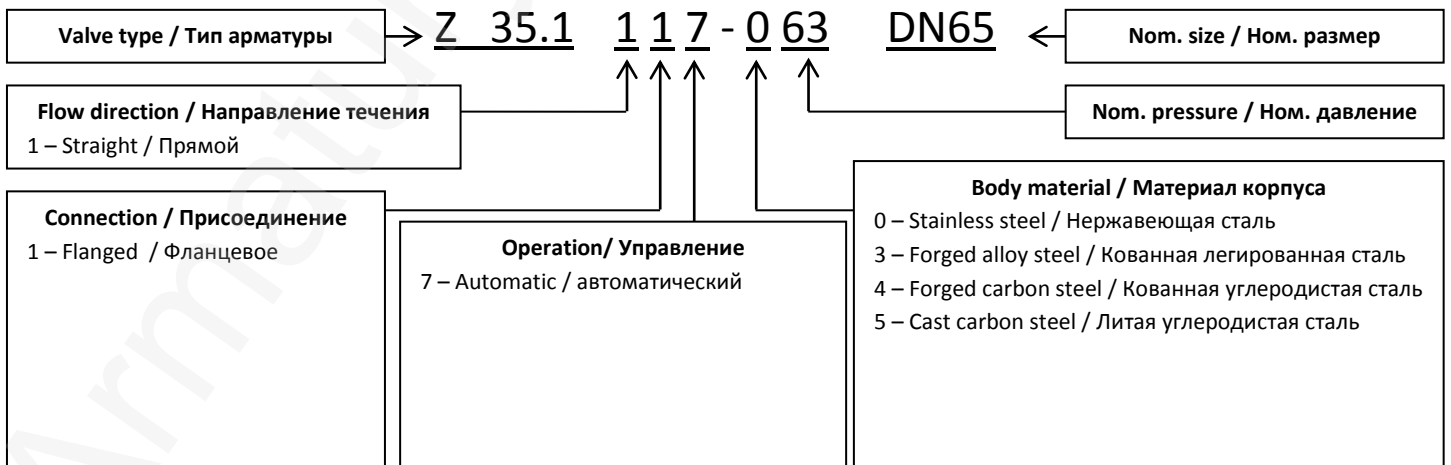 Valve type / Тип арматуры
Z 35.1 1 1 7 - 0 63 DN65
Nom. size / Ном. размер
Flow direction / Направление течения
1 – Straight / Прямой
Nom. pressure / Ном. давление
Connection / Присоединение
1 – Flanged / Фланцевое
Operation/ Управление
7 – Automatic / автоматический
Body material / Материал корпуса
0 – Stainless steel / Нержавеющая сталь
3 – Forged alloy steel / Кованная легированная сталь
4 – Forged carbon steel / Кованная углеродистая сталь
5 – Cast carbon steel / Литая углеродистая сталь